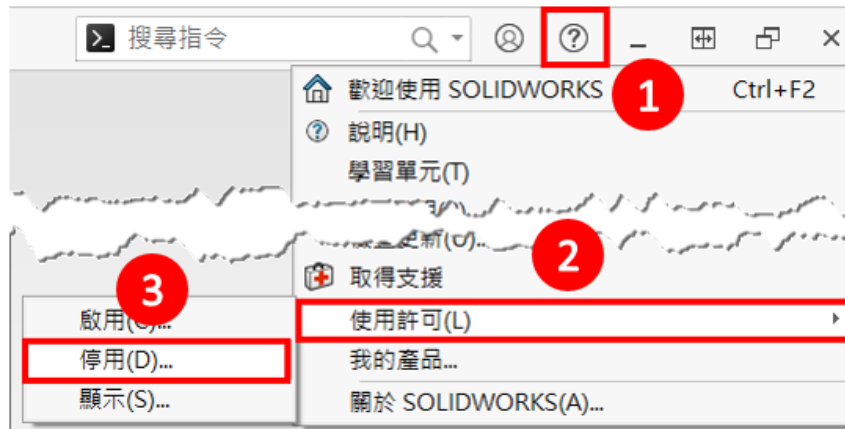 搜尋指令
1
歡迎使用 SOLIDWORKS Ctrl+F2
說明(H)
學習單元(T)
2
取得支援
3
啟用(C)...
使用許可(L)
停用(D)...
我的產品...
顯示(S)...
關於 SOLIDWORKS(A)...